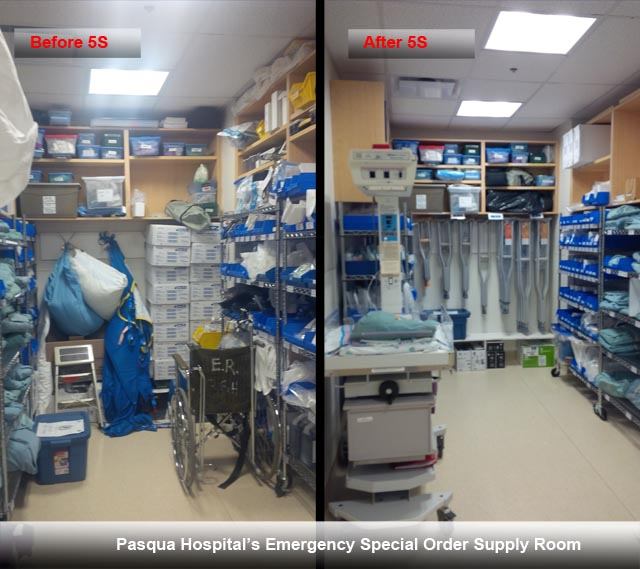 Before 5S
After 5S
E.R.
Pasqua Hospital's Emergency Special Order Supply Room